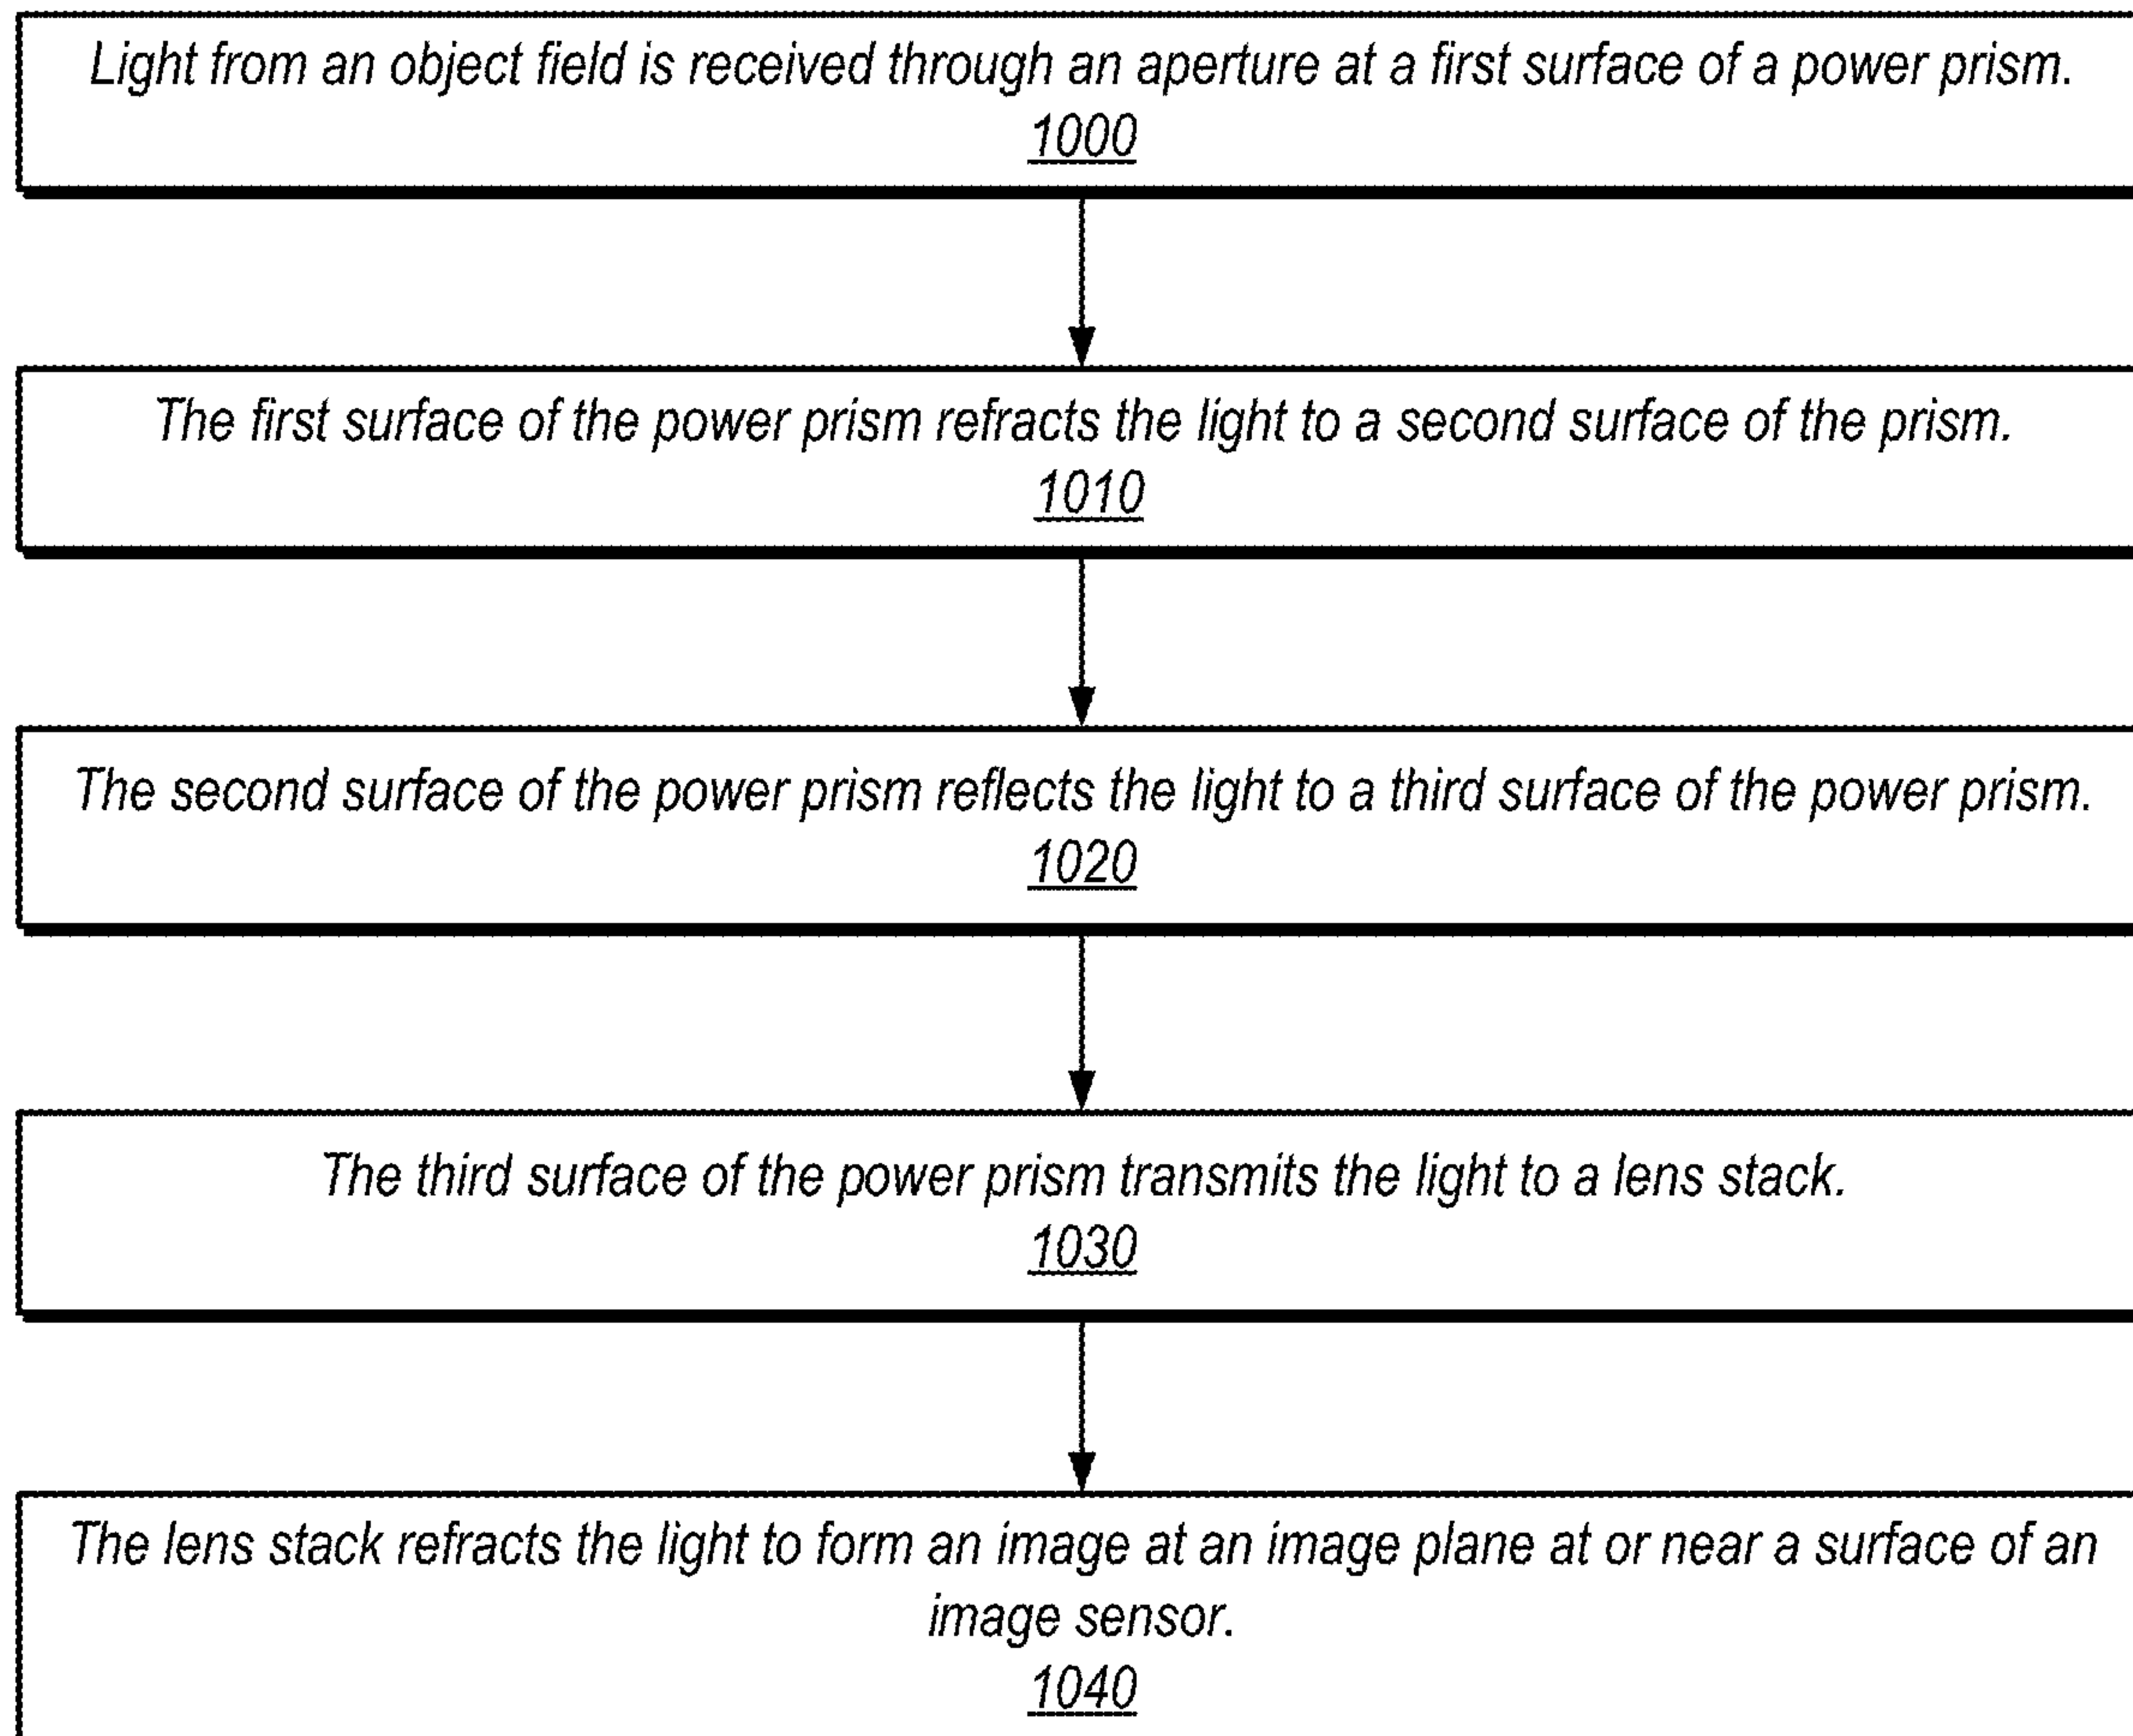 Light from an object field is received through an aperture at a first surface of a power prism.
1000
The first surface of the power prism refracts the light to a second surface of the prism.
1010
The second surface of the power prism reflects the light to a third surface of the power prism.
1020
The third surface of the power prism transmits the light to a lens stack.
1030
The lens stack refracts the light to form an image at an image plane at or near a surface of an
image sensor.
1040